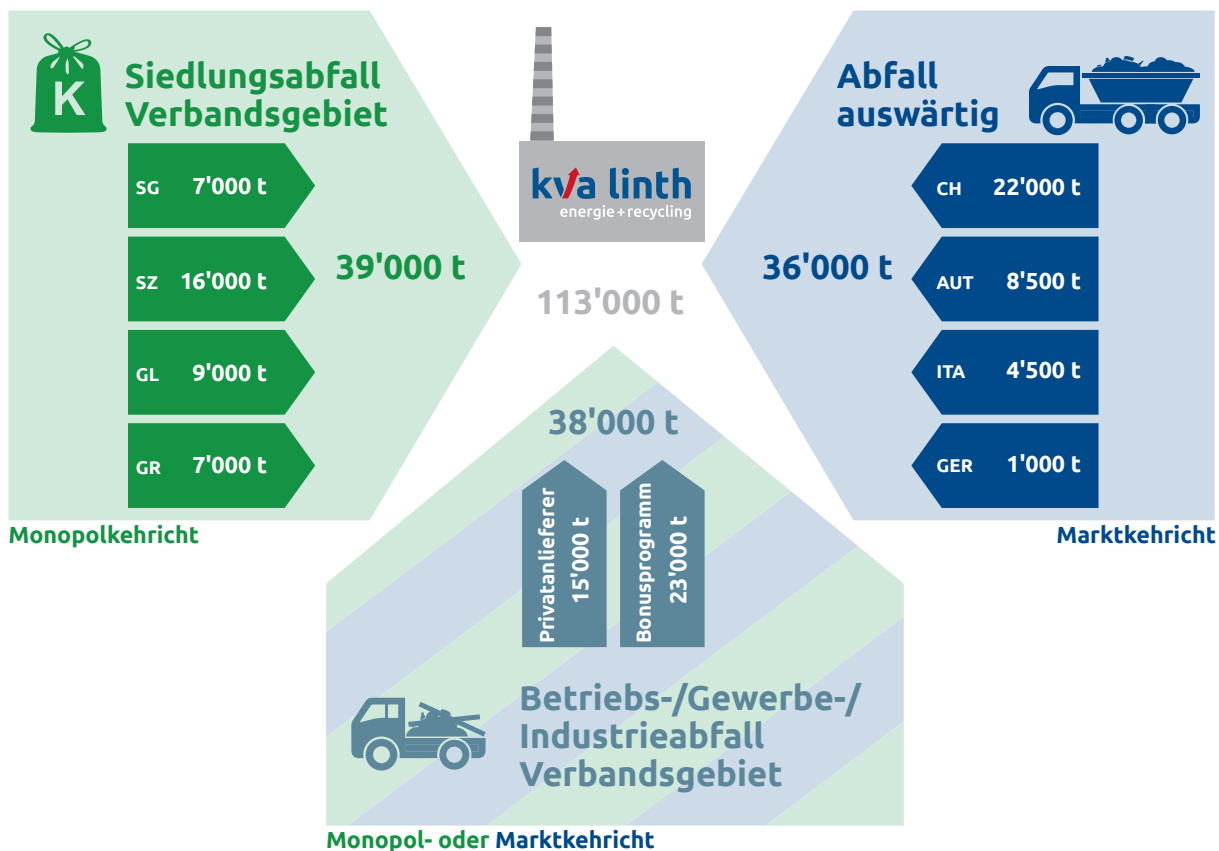 K
Siedlungsabfall
Verbandsgebiet
SG 7'000 t
SZ 16'000 t
GL 9'000 t
GR 7'000 t
39'000 t
Monopolkehricht
kva linth
energie+recycling
113'000 t
Abfall
auswärtig
CH 22'000 t
AUT 8'500 t
ITA 4'500 t
GER 1'000 t
36'000 t
Marktkehricht
38'000 t
Privatanlieferer
15'000 t
Bonusprogramm
23'000 t
Betriebs-/Gewerbe-/
Industrieabfall
Verbandsgebiet
Monopol- oder Marktkehricht